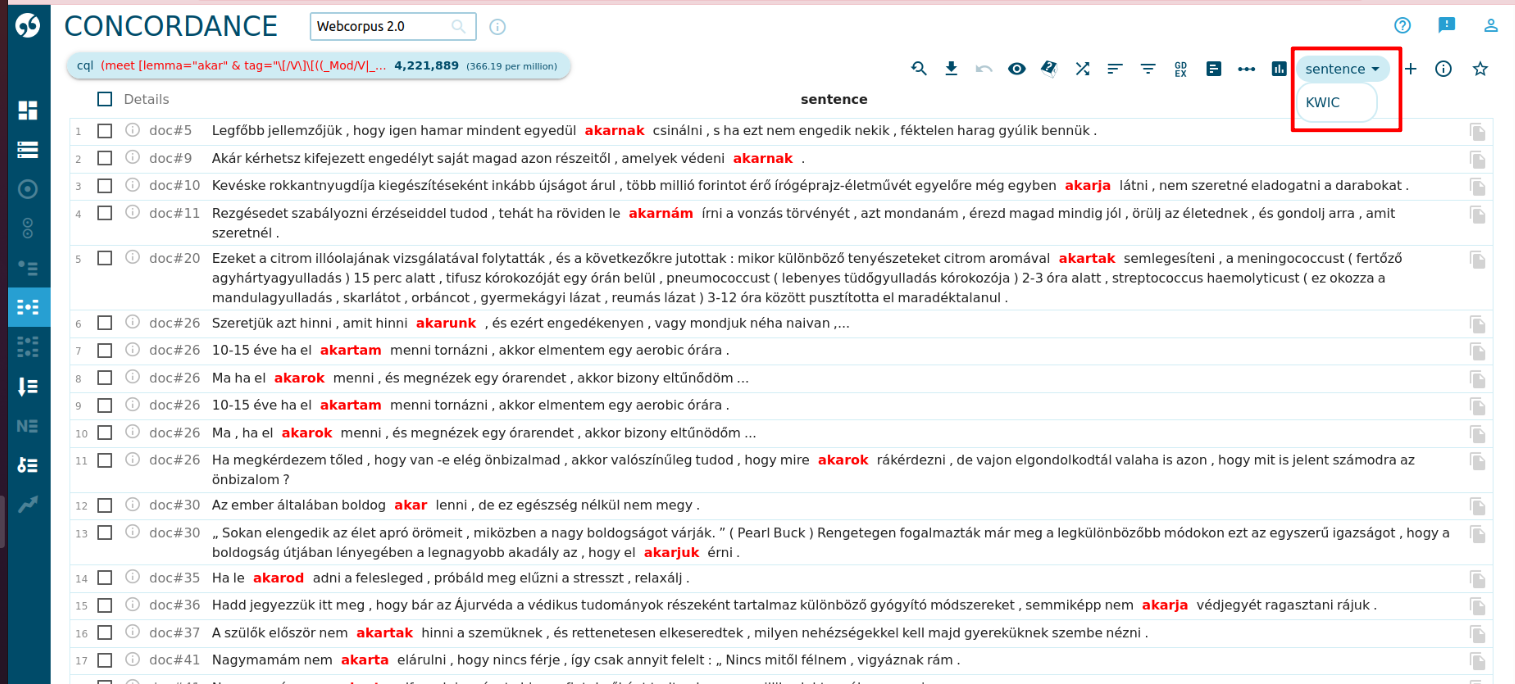 CONCORDANCE
Webcorpus 2.0
cql (meet [lemma="akar" & tag="\[/V\]\[((_Mod/V|_... 4,221,889 (366.19 per million)
GD EX
sentence
KWIC
Details sentence
1 doc#5 Legfőbb jellemzőjük , hogy igen hamar mindent egyedül akarnak csinálni , s ha ezt nem engedik nekik , féktelen harag gyúlik bennük .
2 doc#9 Akár kérhetsz kifejezett engedélyt saját magad azon részeitől , amelyek védeni akarnak .
3 doc#10 Kevéske rokkantnyugdíja kiegészítéseként inkább újságot árul , több millió forintot érő írógéprajz-életművét egyelőre még egyben akarja látni , nem szeretné eladogatni a darabokat .
4 doc#11 Rezgésedet szabályozni érzéseiddel tudod , tehát ha röviden le akarnám írni a vonzás törvényét , azt mondanám , érezd magad mindig jól , örülj az életednek , és gondolj arra , amit
szeretnél .
5 doc#20 Ezeket a citrom illóolajának vizsgálatával folytatták , és a következőkre jutottak : mikor különböző tenyészeteket citrom aromával akartak semlegesíteni , a meningococcust ( fertőző
agyhártyagyulladás ) 15 perc alatt , tifusz kórokozóját egy órán belül , pneumoccccust ( lebenyes tüdőgyulladás kórokozója ) 2-3 óra alatt , streptococcus haemolyticust ( ez okozza a
mandulagyulladás , skarlátot , orbáncot , gyermekágyi lázat , reumás lázat ) 3-12 óra között pusztította el maradéktalanul .
6 doc#26 Szeretjük azt hinni , amit hinni akarunk , és ezért engedékenyen , vagy mondjuk néha naivan ,...
7 doc#26 10-15 éve ha el akartam menni tornázni , akkor elmentem egy aerobic órára .
8 doc#26 Ma ha el akarok menni , és megnézek egy órarendet , akkor bizony eltűnődöm ...
9 doc#26 10-15 éve ha el akartam menni tornázni , akkor elmentem egy aerobic órára .
10 doc#26 Ma , ha el akarok menni , és megnézek egy órarendet , akkor bizony eltűnödőm ...
11 doc#26 Ha megkérdezem tőled , hogy van -e elég önbizalmad , akkor valószínűleg tudod , hogy mire akarok rákérdezni , de vajon elgondolkodtál valaha is azon , hogy mit is jelent számodra az
önbizalom ?
12 doc#30 Az ember általában boldog akar lenni , de ez egészség nélkül nem megy .
13 doc#30 „ Sokan elengedik az élet apró örömeit , miközben a nagy boldogságot várják. ” ( Pearl Buck ) Rengetegen fogalmazták már meg a legkülönbözőbb módokon ezt az egyszerű igazságot , hogy a
boldogság útjában lényegében a legnagyobb akadály az , hogy el akarjuk érni .
14 doc#35 Ha le akarod adni a felesleged , próbáld meg elűzni a stresszt , relaxálj .
15 doc#36 Hadd jegyezzük itt meg , hogy bár az Ájurvéda a védikus tudományok részeként tartalmaz különböző gyógyító módszereket , semmiképp nem akarja védjegyét ragasztani rájuk .
16 doc#37 A szülők először nem akartak hinni a szemüknek , és rettenetesen elkeseredtek , milyen nehézségekkel kell majd gyereküknek szembe nézni .
17 doc#41 Nagymamám nem akarta elárulni , hogy nincs férje , így csak annyit felelt : „ Nincs mitől félnem , vigyáznak rám .